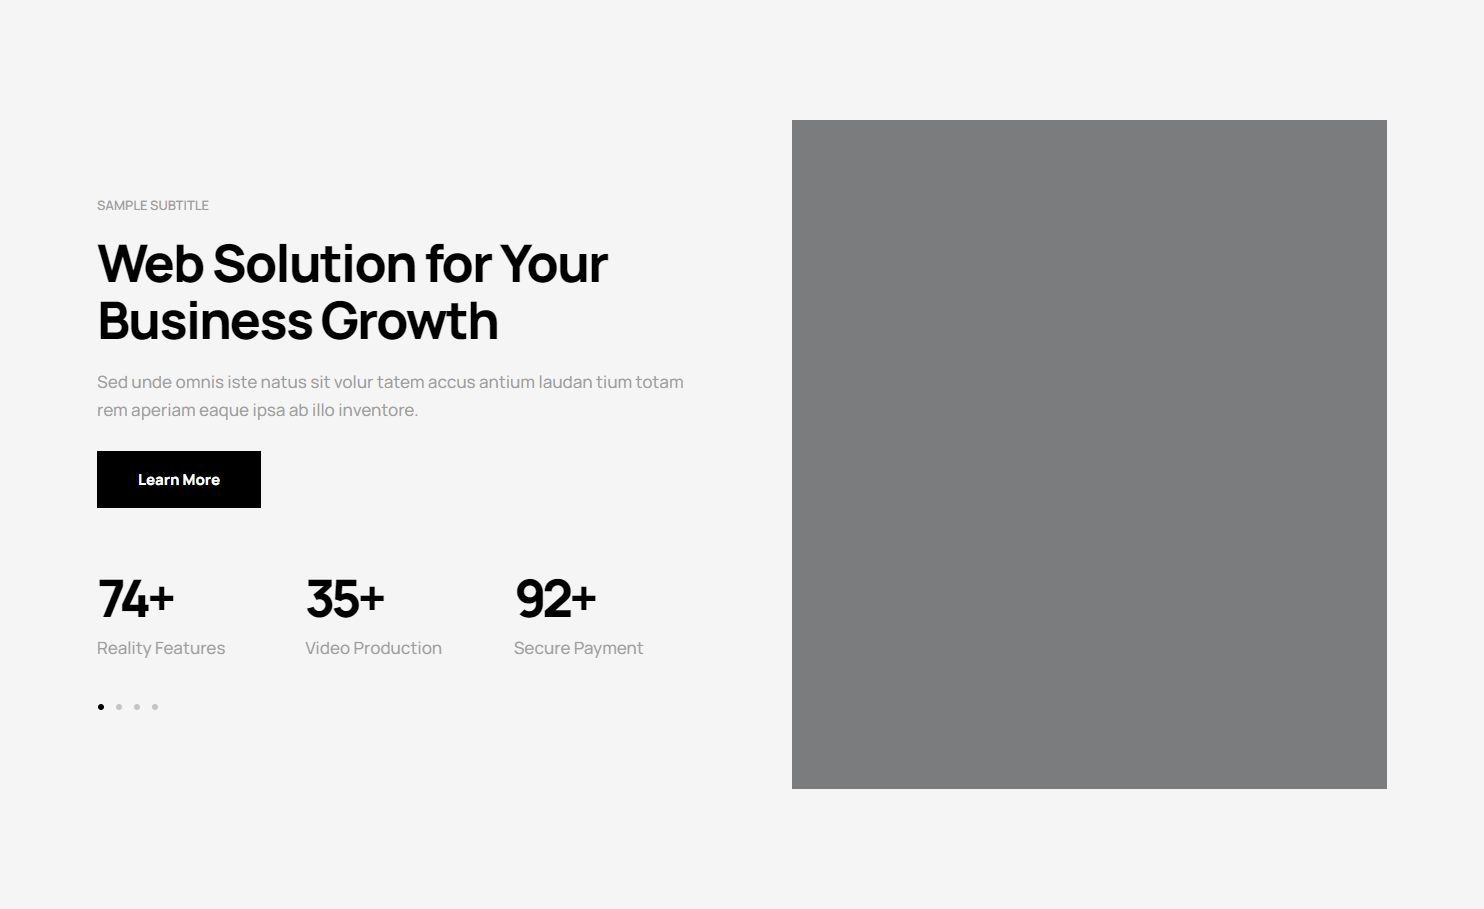 SAMPLE SUBTITLE
Web Solution for Your
Business Growth
Sed unde omnis iste natus sit volur tatem accus antium laudan tium totam
rem aperiam eaque ipsa ab illo inventore.
Learn More
74+ 35+ 92+
Reality Features Video Production Secure Payment